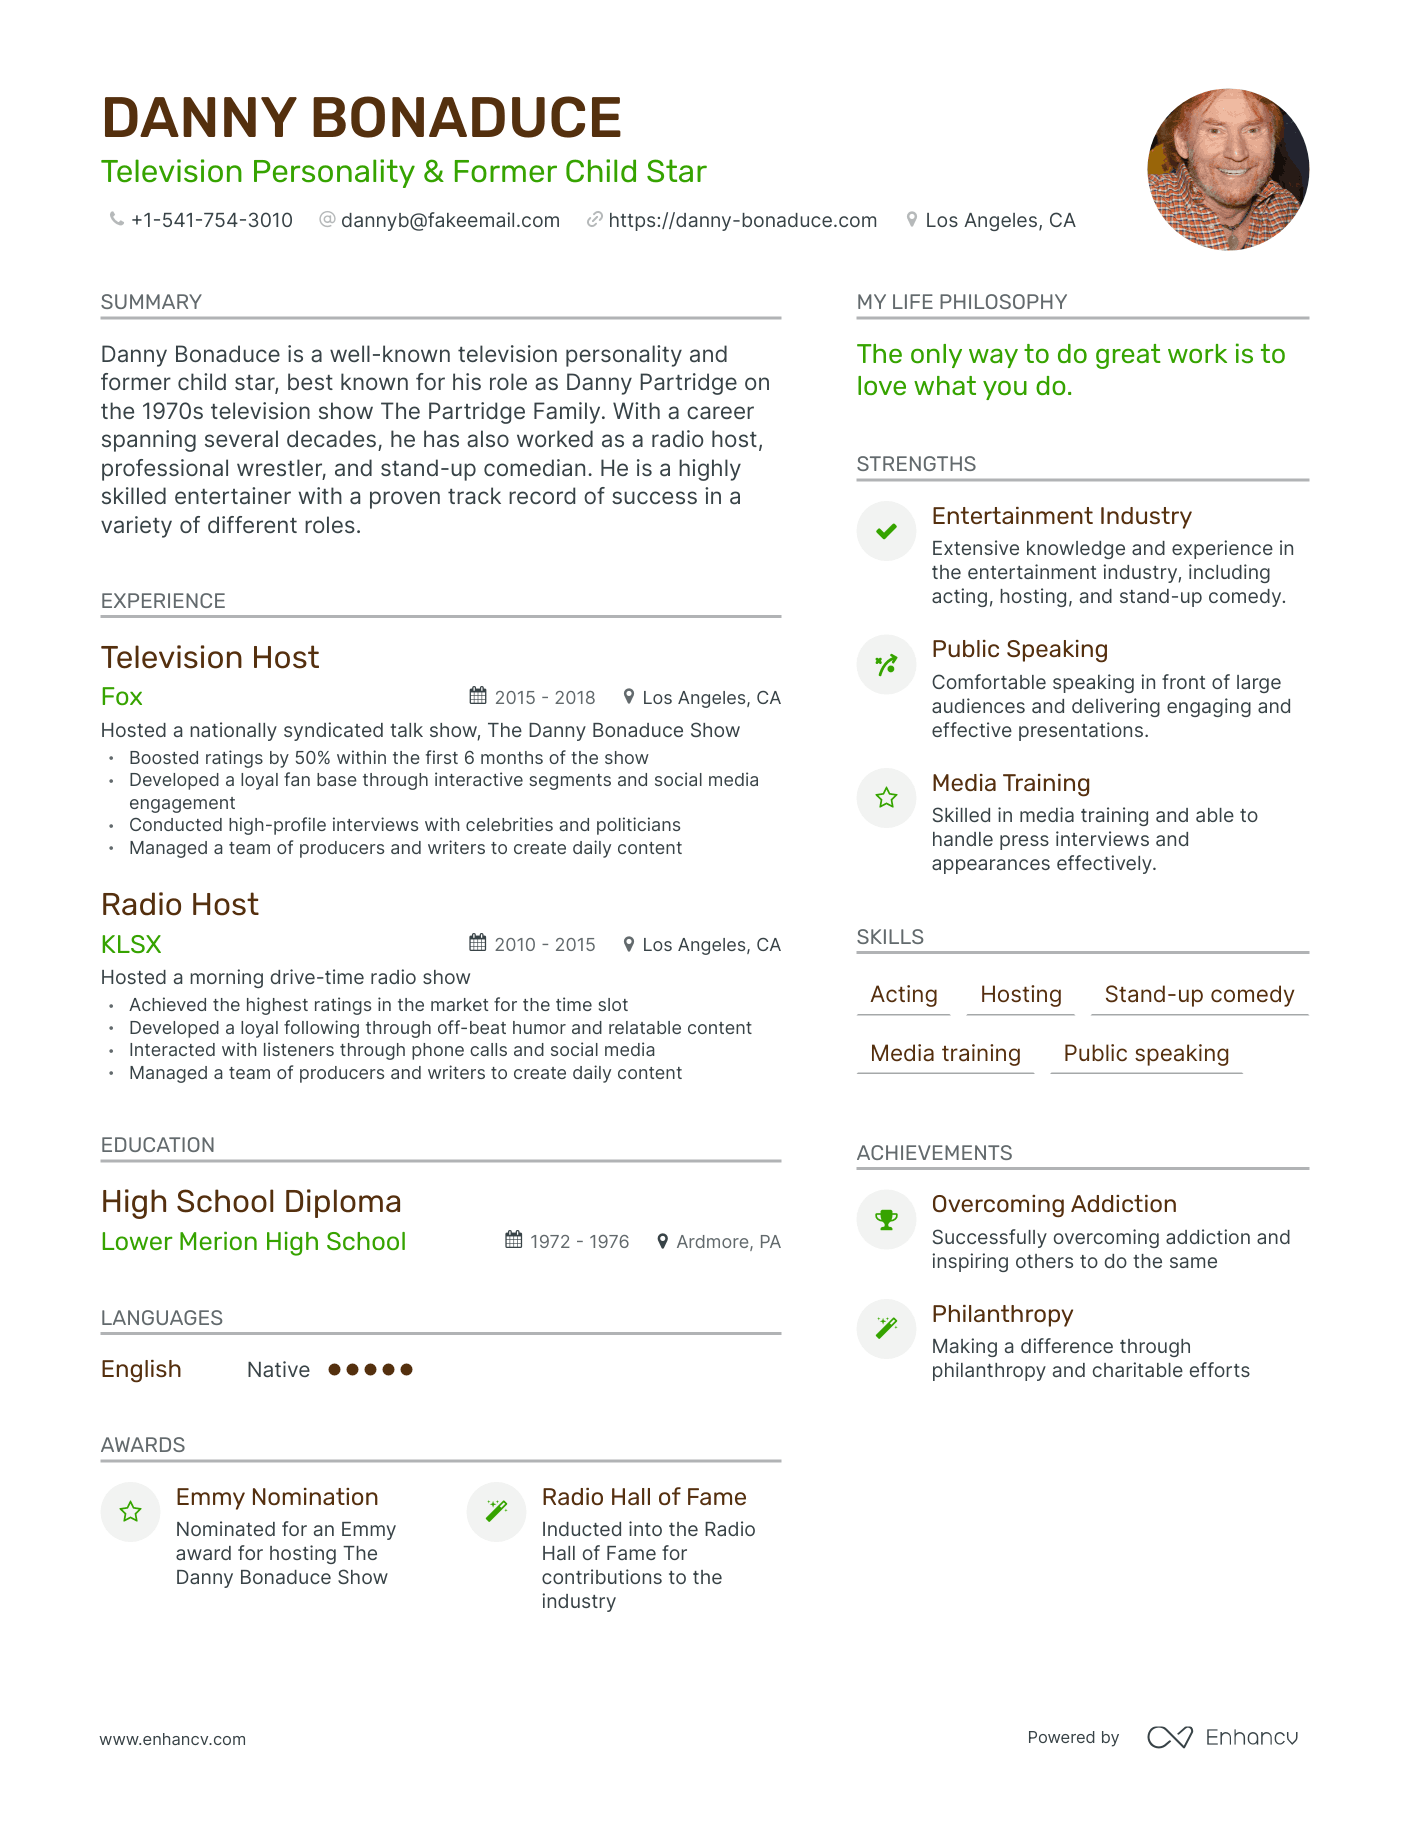 DANNY BONADUCE
Television Personality & Former Child Star
+1-541-754-3010 dannyb@fakeemail.com https://danny-bonaduce.com Los Angeles, CA
SUMMARY
Danny Bonaduce is a well-known television personality and
former child star, best known for his role as Danny Partridge on
the 1970s television show The Partridge Family. With a career
spanning several decades, he has also worked as a radio host,
professional wrestler, and stand-up comedian. He is a highly
skilled entertainer with a proven track record of success in a
variety of different roles.
EXPERIENCE
Television Host
Fox 2015 - 2018 Los Angeles, CA
Hosted a nationally syndicated talk show, The Danny Bonaduce Show
• Boosted ratings by 50% within the first 6 months of the show
• Developed a loyal fan base through interactive segments and social media
engagement
• Conducted high-profile interviews with celebrities and politicians
• Managed a team of producers and writers to create daily content
Radio Host
KLSX 2010 - 2015 Los Angeles, CA
Hosted a morning drive-time radio show
• Achieved the highest ratings in the market for the time slot
• Developed a loyal following through off-beat humor and relatable content
• Interacted with listeners through phone calls and social media
• Managed a team of producers and writers to create daily content
EDUCATION
High School Diploma
Lower Merion High School 1972 - 1976 Ardmore, PA
LANGUAGES
English Native
AWARDS
Emmy Nomination
Nominated for an Emmy
award for hosting The
Danny Bonaduce Show
Radio Hall of Fame
Inducted into the Radio
Hall of Fame for
contributions to the
industry
MY LIFE PHILOSOPHY
The only way to do great work is to
love what you do.
STRENGTHS
Entertainment Industry
Extensive knowledge and experience in
the entertainment industry, including
acting, hosting, and stand-up comedy.
Public Speaking
Comfortable speaking in front of large
audiences and delivering engaging and
effective presentations.
Media Training
Skilled in media training and able to
handle press interviews and
appearances effectively.
SKILLS
Acting Hosting Stand-up comedy
Media training Public speaking
ACHIEVEMENTS
Overcoming Addiction
Successfully overcoming addiction and
inspiring others to do the same
Philanthropy
Making a difference through
philanthropy and charitable efforts
www.enhancv.com
Powered by Enhancv